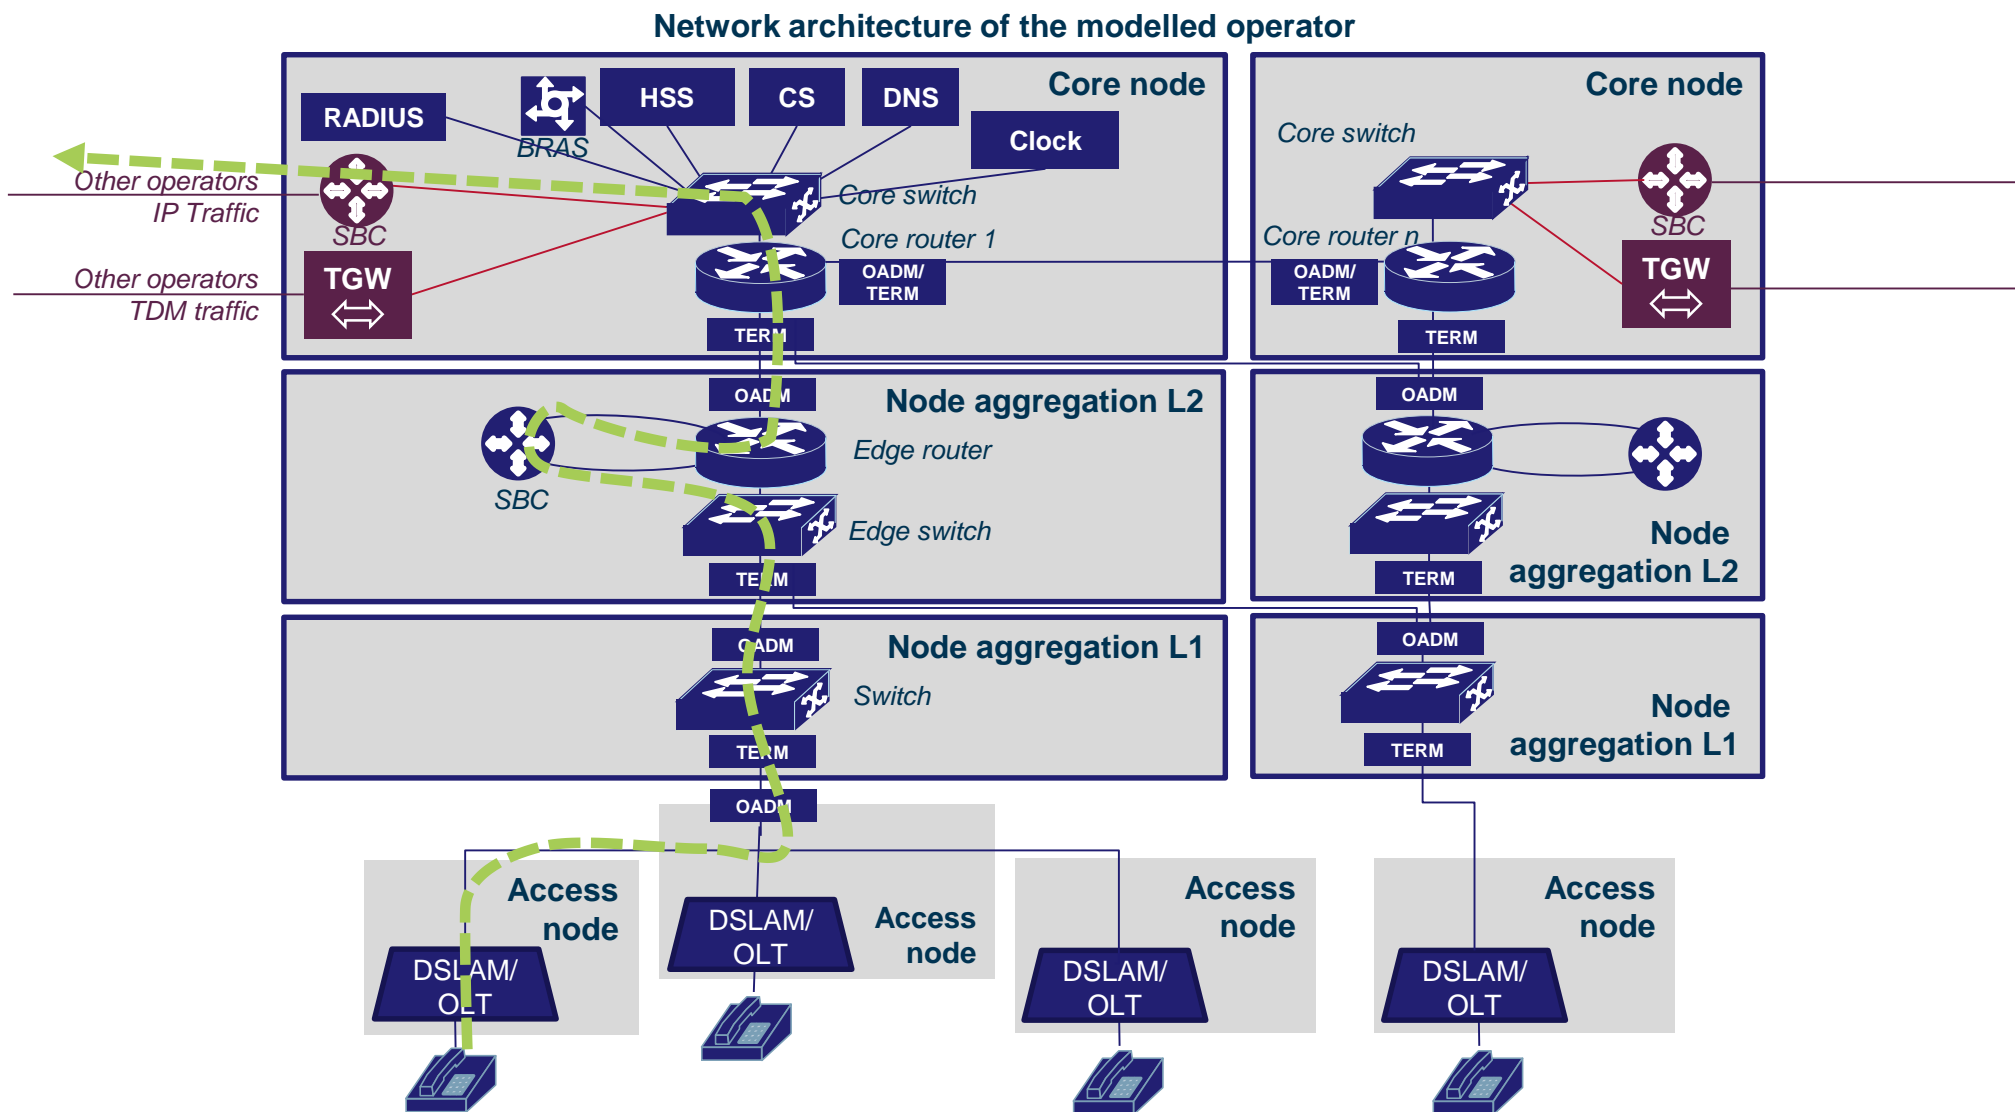 Network architecture of the modelled operator
Core node
RADIUS
BRAS
HSS
CS
DNS
Clock
Other operators
IP Traffic
SBC
Core switch
Core router 1
OADM/
TERM
Other operators
TDM traffic
TGW
TERM
Core node
Core switch
SBC
Core router n
OADM/
TERM
TGW
TERM
OADM
Node aggregation L2
Edge router
SBC
Edge switch
TERM
OADM
Node
aggregation L2
TERM
OADM
Node aggregation L1
Switch
TERM
OADM
Node
aggregation L1
TERM
OADM
Access
node
DSLAM/
OLT
Access
node
DSLAM/
OLT
Access
node
DSLAM/
OLT
Access
node
DSLAM/
OLT